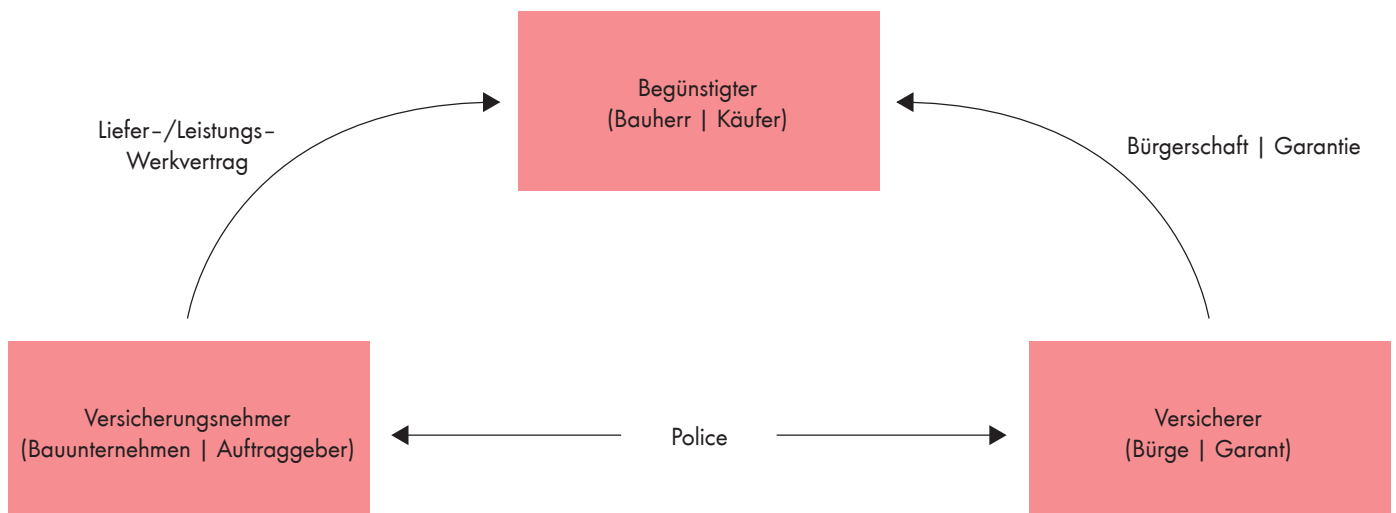 Begünstigter
(Bauherr | Käufer)
Liefer-/Leistungs-
Werkvertrag
Bürgerschaft | Garantie
Versicherungsnehmer
(Bauunternehmen | Auftraggeber)
Police
Versicherer
(Bürge | Garant)